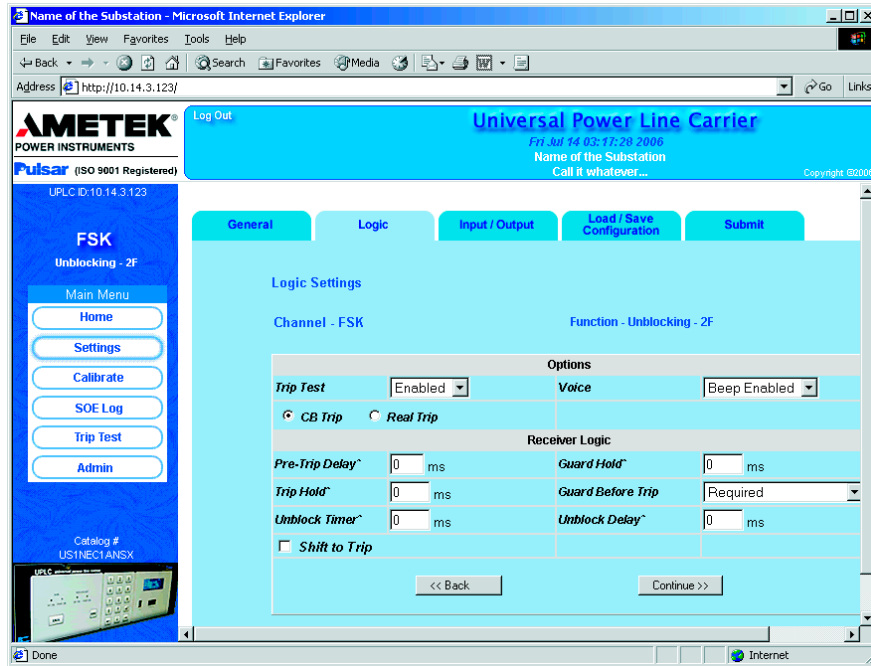 Name of the Substation - Microsoft Internet Explorer
File Edit View Favorites Tools Help
Back Search Favorites Media
Address http://10.14.3.123/ Go Links
AMETEK®
POWER INSTRUMENTS
Pulsar (ISO 9001 Registered)
Log Out
Universal Power Line Carrier
Fri Jul 14 03:17:28 2006
Name of the Substation
Call it whatever...
Copyright ©200
UPLC ID:10.14.3.123
FSK
Unblocking - 2F
Main Menu
Home
Settings
Calibrate
SOE Log
Trip Test
Admin
Catalog #
US1NEC1ANSX
UPLC
General Logic Input / Output Load / Save Configuration Submit
Logic Settings
Channel - FSK Function - Unblocking - 2F
Options
Trip Test Enabled Voice Beep Enabled
CB Trip Real Trip
Receiver Logic
Pre-Trip Delay^ 0 ms Guard Hold^ 0 ms
Trip Hold^ 0 ms Guard Before Trip Required
Unblock Timer^ 0 ms Unblock Delay^ 0 ms
Shift to Trip
<< Back Continue >>
Done Internet